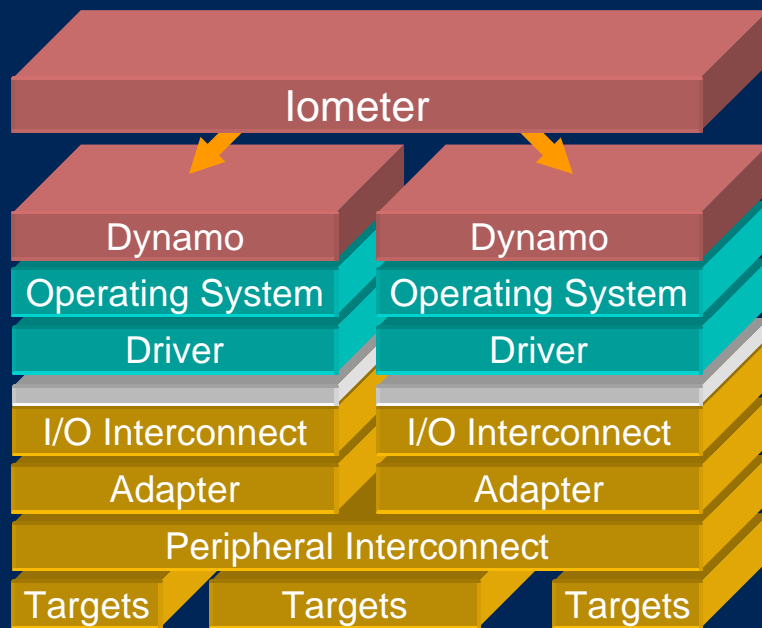 Iometer
Dynamo
Dynamo
Operating System
Operating System
Driver
Driver
I/O Interconnect
I/O Interconnect
Adapter
Adapter
Peripheral Interconnect
Targets
Targets
Targets